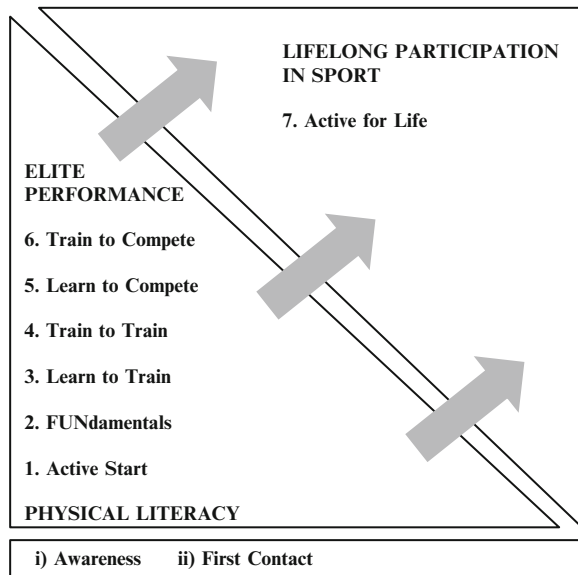 LIFELONG PARTICIPATION
IN SPORT
7. Active for Life
ELITE
PERFORMANCE
6. Train to Compete
5. Learn to Compete
4. Train to Train
3. Learn to Train
2. FUNdamentals
1. Active Start
PHYSICAL LITERACY
i) Awareness ii) First Contact